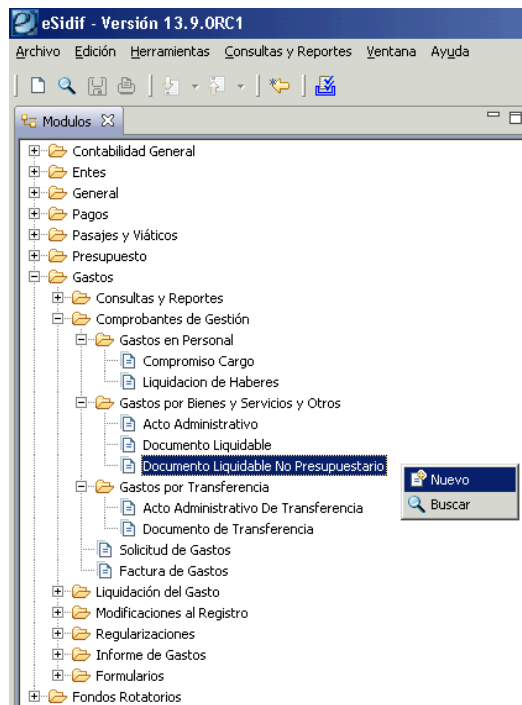 eSidif - Versión 13.9.0RC1
Archivo Edición Herramientas Consultas y Reportes Ventana Ayuda
Modulos
Contabilidad General
Entes
General
Pagos
Pasajes y Viáticos
Presupuesto
Gastos
Consultas y Reportes
Comprobantes de Gestión
Gastos en Personal
Compromiso Cargo
Liquidacion de Haberes
Gastos por Bienes y Servicios y Otros
Acto Administrativo
Documento Liquidable
Documento Liquidable No Presupuestario
Nuevo
Gastos por Transferencia
Buscar
Acto Administrativo De Transferencia
Documento de Transferencia
Solicitud de Gastos
Factura de Gastos
Liquidación del Gasto
Modificaciones al Registro
Regularizaciones
Informe de Gastos
Formularios
Fondos Rotatorios